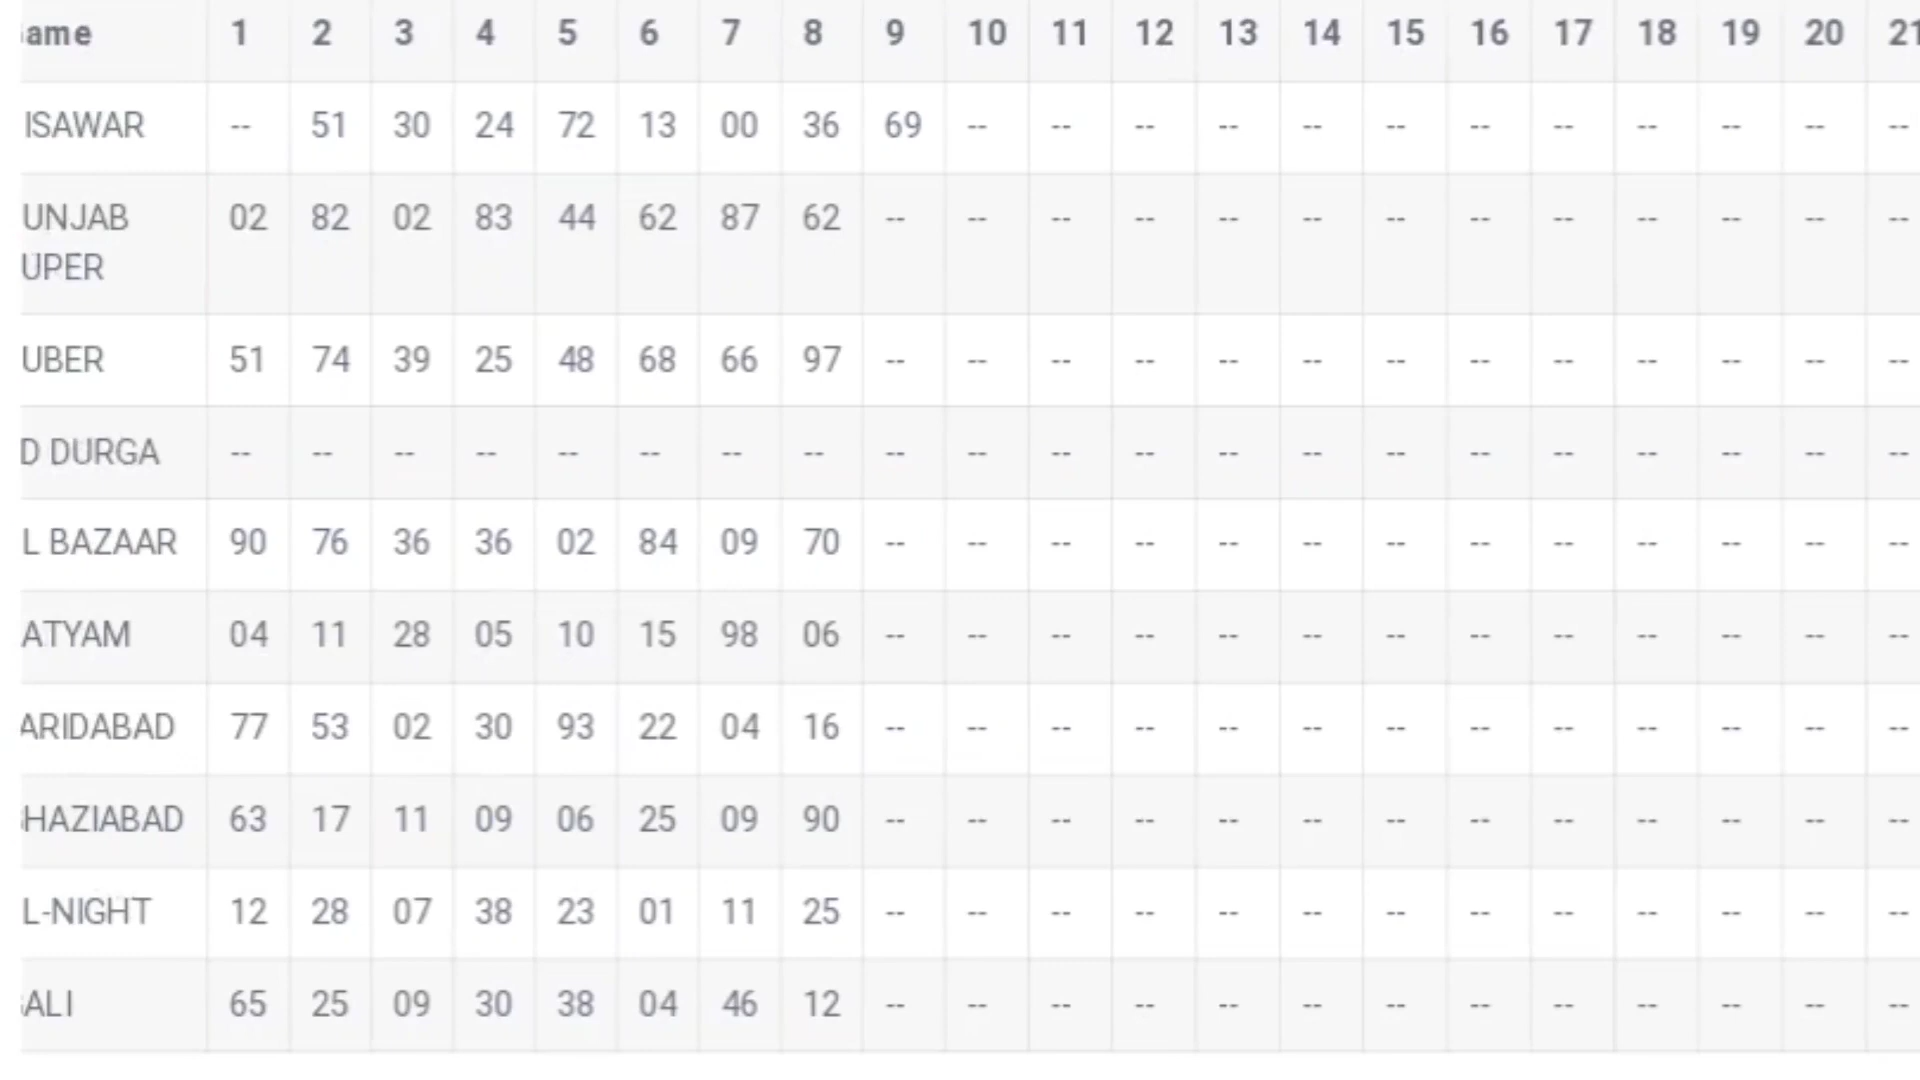 ame 1 2 3 4 5 6 7 8 9 10 11 12 13 14 15 16 17 18 19 20 21
ISAWAR -- 51 30 24 72 13 00 36 69 -- -- -- -- -- -- -- -- -- -- -- --
UNJAB 02 82 02 83 44 62 87 62 -- -- -- -- -- -- -- -- -- -- -- -- --
UPER
UBER 51 74 39 25 48 68 66 97 -- -- -- -- -- -- -- -- -- -- -- -- --
D DURGA -- -- -- -- -- -- -- -- -- -- -- -- -- -- -- -- -- -- -- -- --
L BAZAAR 90 76 36 36 02 84 09 70 -- -- -- -- -- -- -- -- -- -- -- -- --
ATYAM 04 11 28 05 10 15 98 06 -- -- -- -- -- -- -- -- -- -- -- -- --
ARIDABAD 77 53 02 30 93 22 04 16 -- -- -- -- -- -- -- -- -- -- -- -- --
HAZIABAD 63 17 11 09 06 25 09 90 -- -- -- -- -- -- -- -- -- -- -- -- --
L-NIGHT 12 28 07 38 23 01 11 25 -- -- -- -- -- -- -- -- -- -- -- -- --
ALI 65 25 09 30 38 04 46 12 -- -- -- -- -- -- -- -- -- -- -- -- --